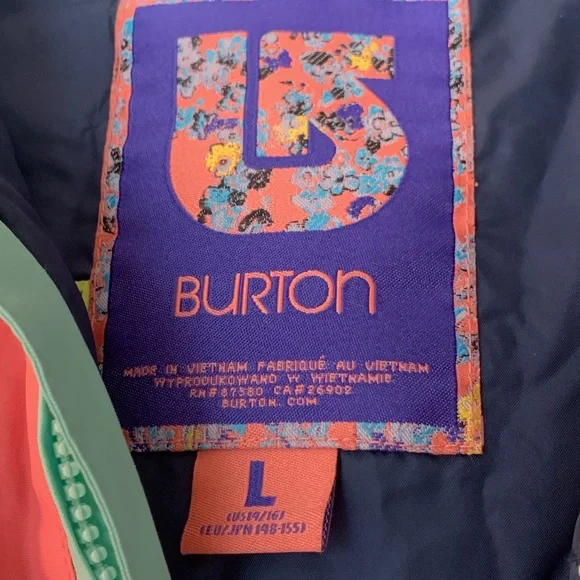 BURTON
MADE IN VIETNAM FABRIQUÉ AU VIETNAM
WYPRODUKOWANO W WIETNAMIE
RN# 87580 CA# 26902
BURTON.COM
L
(US14/16)
(EU/JPN 148-155)